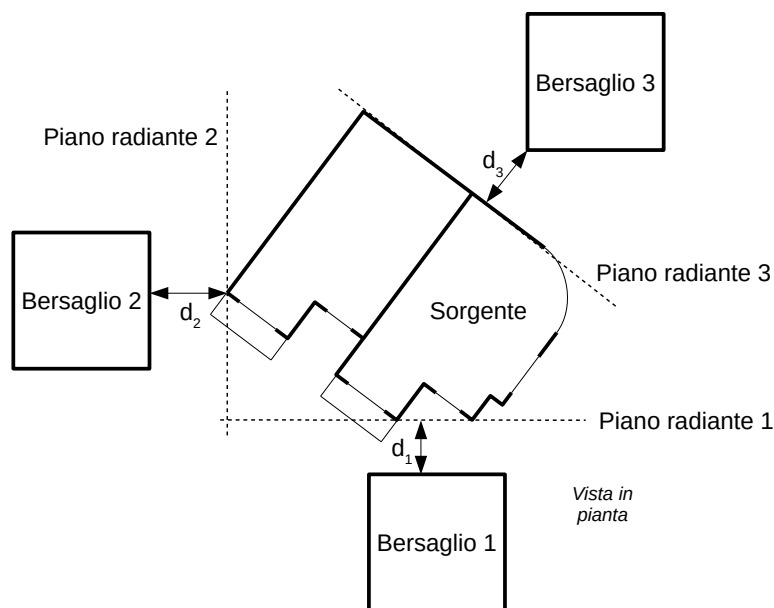 Bersaglio 3
Piano radiante 2
d3
Piano radiante 3
Bersaglio 2
d2
Sorgente
Piano radiante 1
d1
Vista in
pianta
Bersaglio 1